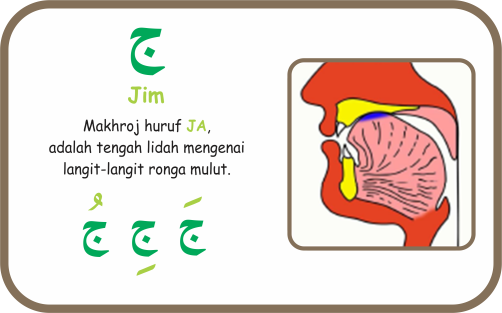 ج
Jim
Makhroj huruf JA,
adalah tengah lidah mengenai
langit-langit ronga mulut.
جَ جِ جُ